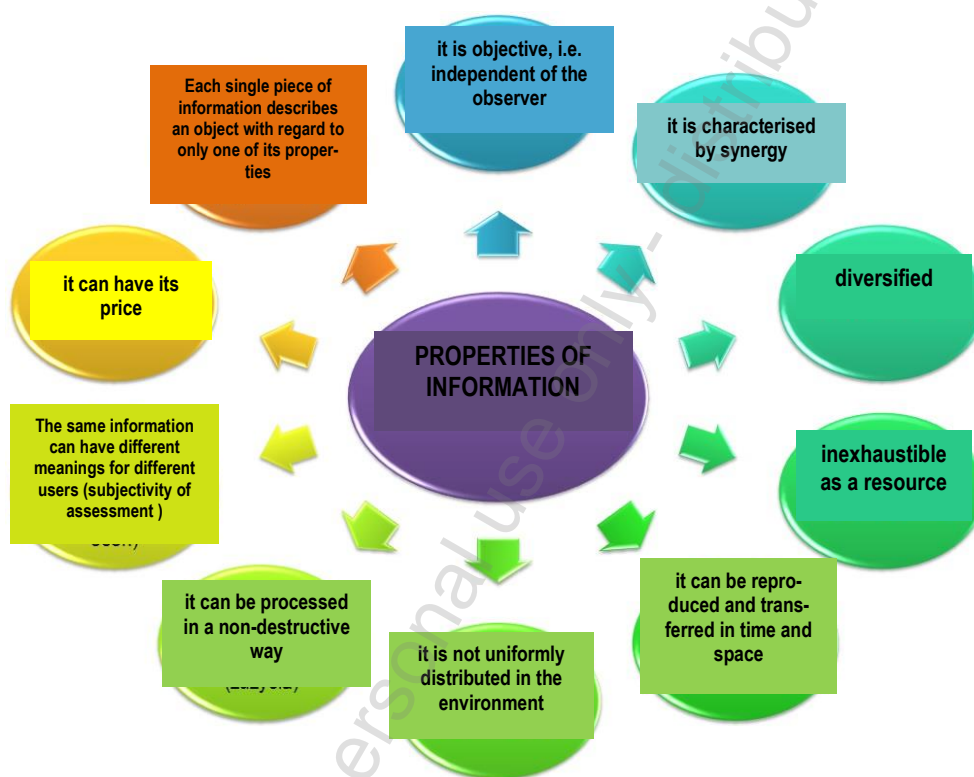 it is objective, i.e.
independent of the
observer
it is characterised
by synergy
diversified
inexhaustible
as a resource
it can be repro-
duced and trans-
ferred in time and
space
it is not uniformly
distributed in the
environment
it can be processed
in a non-destructive
way
The same information
can have different
meanings for different
users (subjectivity of
assessment )
it can have its
price
Each single piece of
information describes
an object with regard to
only one of its proper-
ties
PROPERTIES OF
INFORMATION
personal use only - distribu